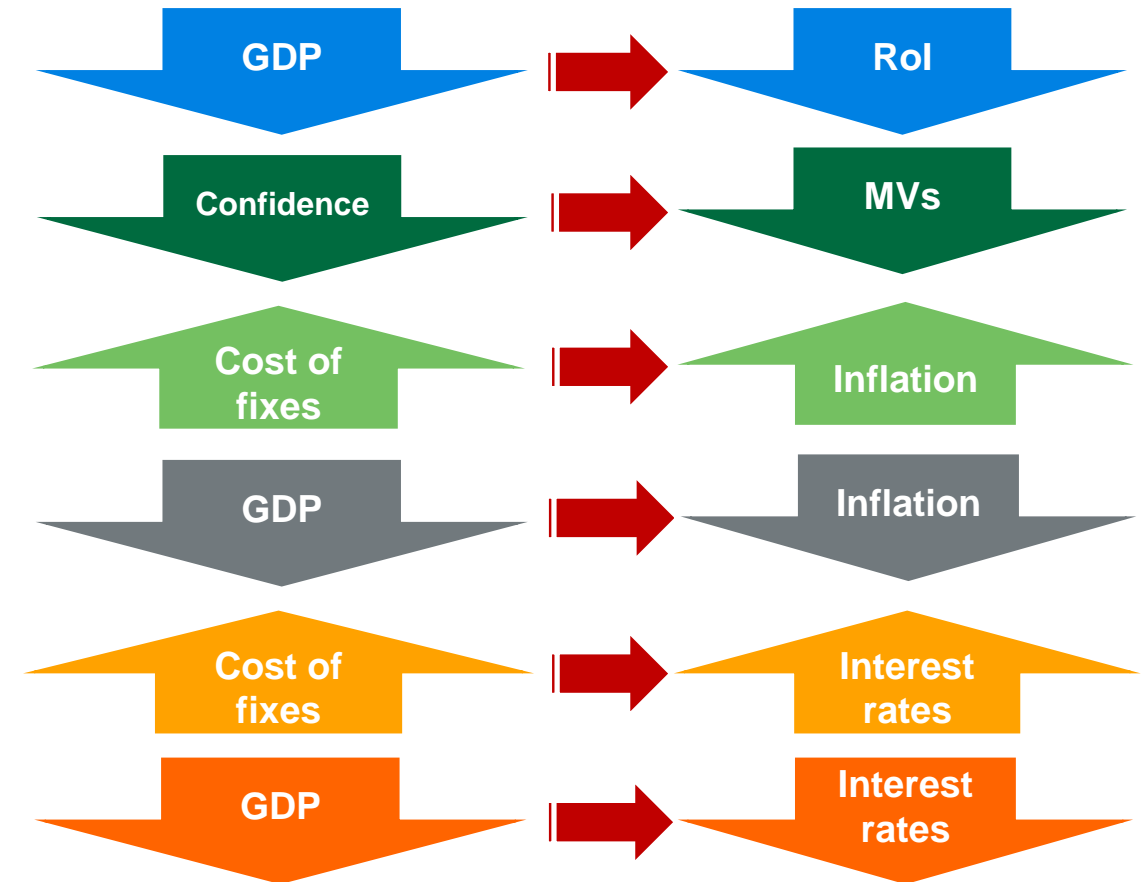 GDP
RoI
Confidence
MVs
Cost of
fixes
Inflation
GDP
Inflation
Cost of
fixes
Interest
rates
GDP
Interest
rates